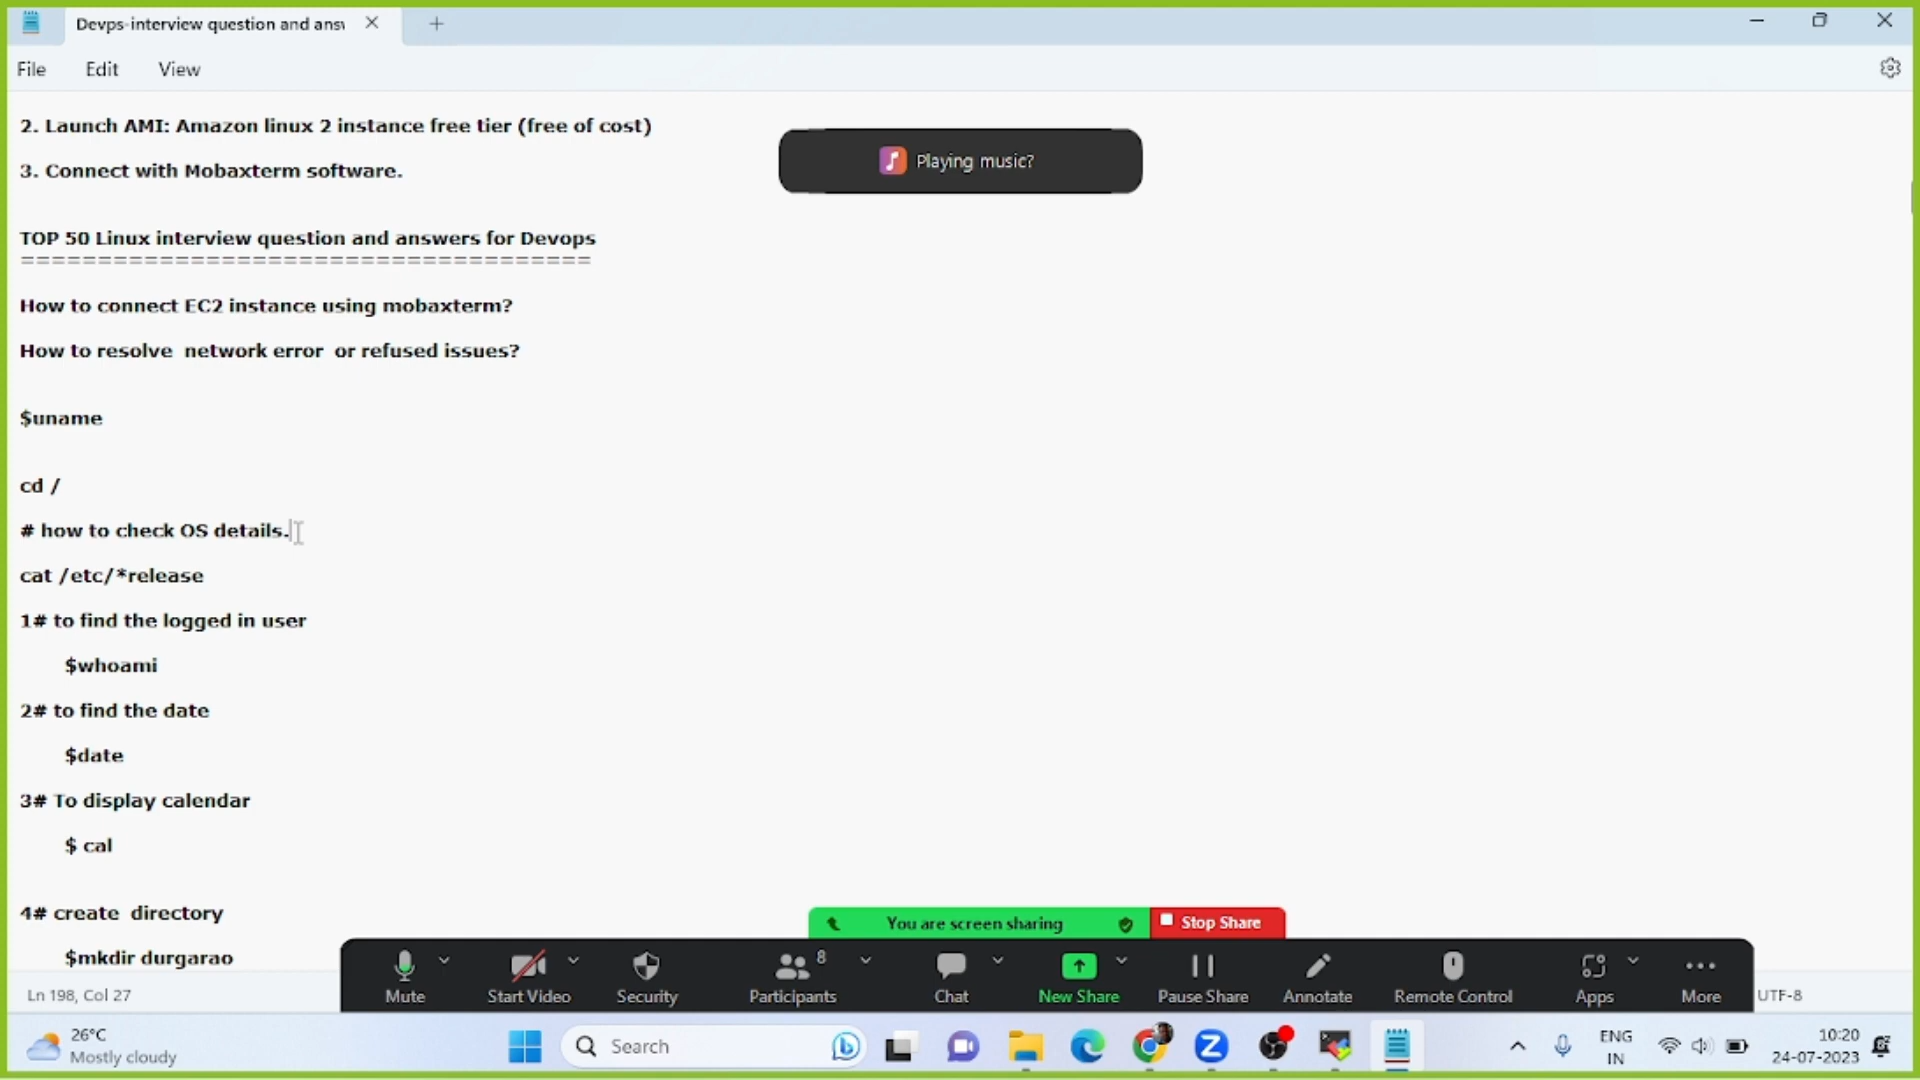 Devps-interview question and ansv
File Edit View
2. Launch AMI: Amazon linux 2 instance free tier (free of cost)
Playing music?
3. Connect with Mobaxterm software.
TOP 50 Linux interview question and answers for Devops
=====================================
How to connect EC2 instance using mobaxterm?
How to resolve  network error  or refused issues?
$uname
cd /
# how to check OS details.
cat /etc/*release
1# to find the logged in user
$whoami
2# to find the date
$date
3# To display calendar
$ cal
4# create  directory
$mkdir durgarao
You are screen sharing Stop Share
8
Mute Start Video Security Participants Chat New Share Pause Share Annotate Remote Control Apps More
Ln 198, Col 27 UTF-8
26°C
Mostly cloudy
Search
ENG
IN
10:20
24-07-2023